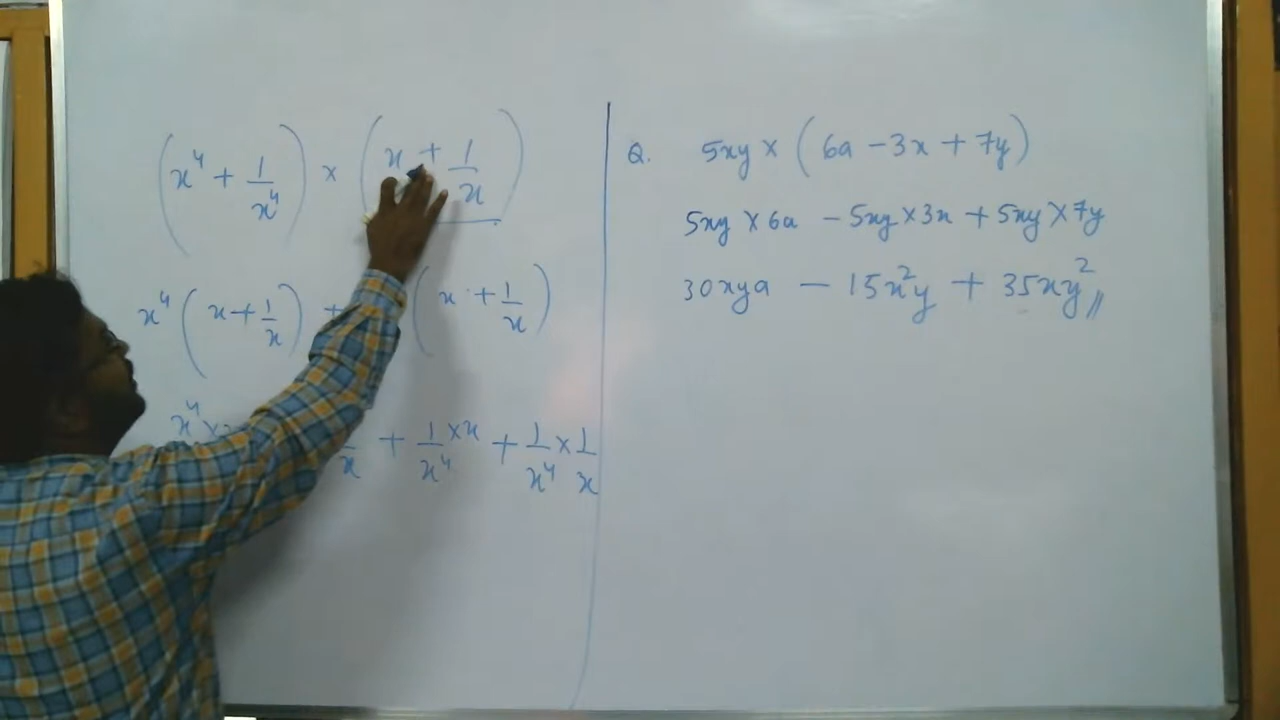 (x⁴ + 1/x⁴) × (x + 1/x)
x⁴ (x + 1/x) + (x + 1/x)
x⁴ × /x + 1/x⁴ × x + 1/x⁴ × 1/x
Q. 5xy × (6a - 3x + 7y)
5xy × 6a - 5xy × 3x + 5xy × 7y
30xya - 15x²y + 35xy² //